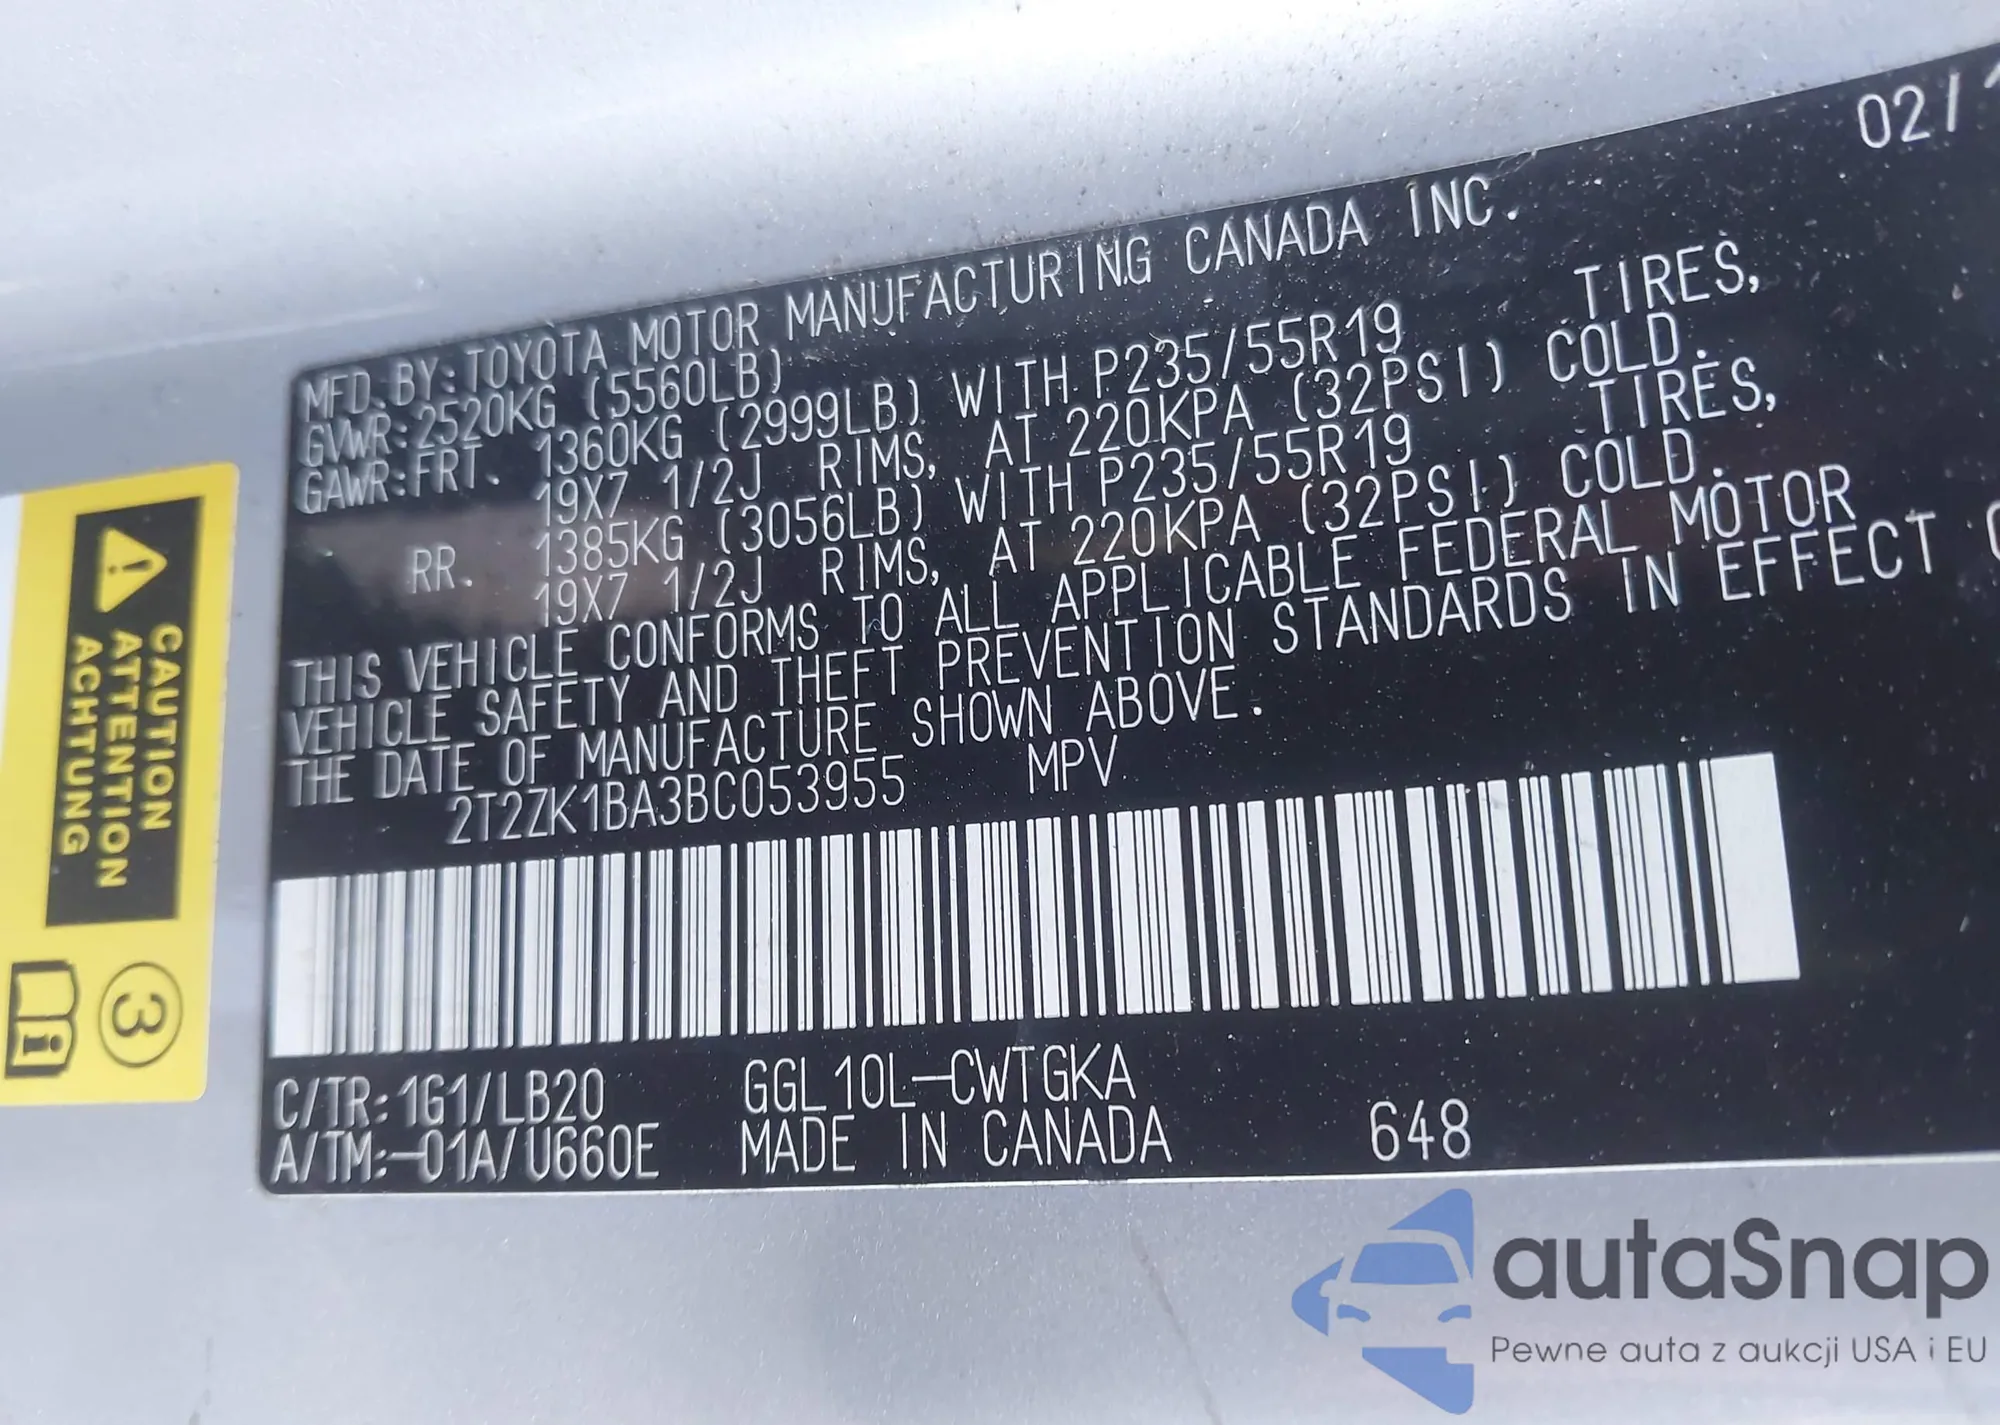 02/1
MFD. BY: TOYOTA MOTOR MANUFACTURING CANADA INC.
GVWR: 2520KG (5560LB)
GAWR: FRT. 1360KG (2999LB) WITH P235/55R19 TIRES,
19X7 1/2J RIMS, AT 220KPA (32PSI) COLD.
RR. 1385KG (3056LB) WITH P235/55R19 TIRES,
19X7 1/2J RIMS, AT 220KPA (32PSI) COLD.
THIS VEHICLE CONFORMS TO ALL APPLICABLE FEDERAL MOTOR
VEHICLE SAFETY AND THEFT PREVENTION STANDARDS IN EFFECT
THE DATE OF MANUFACTURE SHOWN ABOVE.
2T2ZK1BA3BC053955 MPV
C/TR: 1G1/LB20 GGL10L-CWTGKA
A/TM:-01A/U660E MADE IN CANADA 648
CAUTION
ATTENTION
ACHTUNG
3
i
autaSnap
Pewne auta z aukcji USA i EU